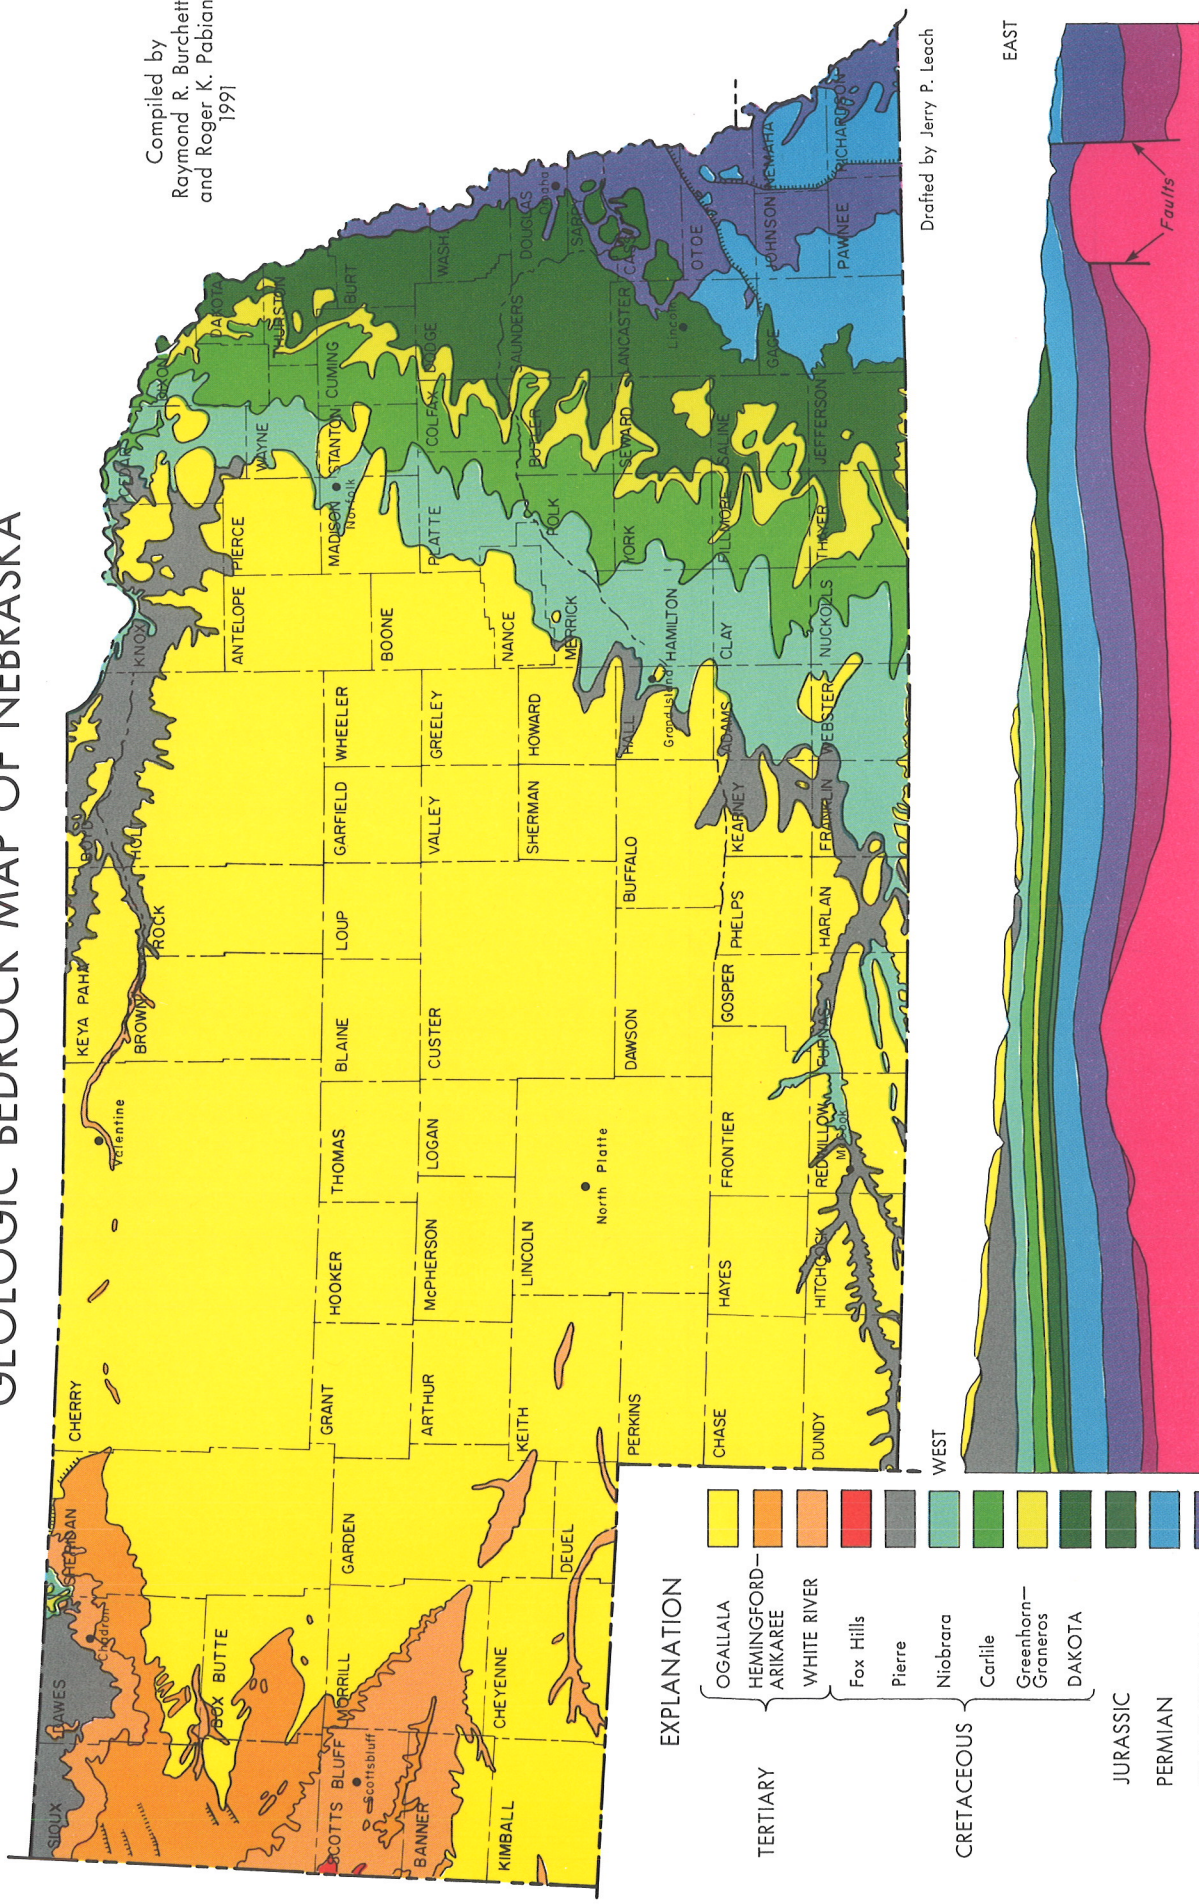 GEOLOGIC BEDROCK MAP OF NEBRASKA
Compiled by
Raymond R. Burchett
and Roger K. Pabian
1991
SIOUX
DAWES
Chadron
SHERIDAN
CHERRY
Valentine
KEYA PAHA
BROWN
ROCK
BOYD
HOLT
KNOX
CEDAR
DIXON
DAKOTA
BOX BUTTE
ANTELOPE
PIERCE
WAYNE
THURSTON
SCOTTS BLUFF
Scottsbluff
MORRILL
GARDEN
GRANT
HOOKER
THOMAS
BLAINE
LOUP
GARFIELD
WHEELER
BOONE
MADISON
Norfolk
STANTON
CUMING
BURT
BANNER
ARTHUR
McPHERSON
LOGAN
CUSTER
VALLEY
GREELEY
NANCE
PLATTE
COLFAX
DODGE
WASH
KIMBALL
CHEYENNE
DEUEL
KEITH
LINCOLN
North Platte
SHERMAN
HOWARD
MERRICK
POLK
BUTLER
SAUNDERS
DOUGLAS
Omaha
SARPY
PERKINS
DAWSON
BUFFALO
HALL
Grand Island
HAMILTON
YORK
SEWARD
LANCASTER
Lincoln
CASS
OTOE
CHASE
HAYES
FRONTIER
GOSPER
PHELPS
KEARNEY
ADAMS
CLAY
FILLMORE
SALINE
GAGE
JOHNSON
NEMAHA
DUNDY
HITCHCOCK
REDWILLOW
McCook
FURNAS
HARLAN
FRANKLIN
WEBSTER
NUCKOLLS
THAYER
JEFFERSON
PAWNEE
RICHARDSON
Drafted by Jerry P. Leach
WEST
EAST
Faults
EXPLANATION
TERTIARY
OGALLALA
HEMINGFORD—
ARIKAREE
WHITE RIVER
CRETACEOUS
Fox Hills
Pierre
Niobrara
Carlile
Greenhorn—
Graneros
DAKOTA
JURASSIC
PERMIAN